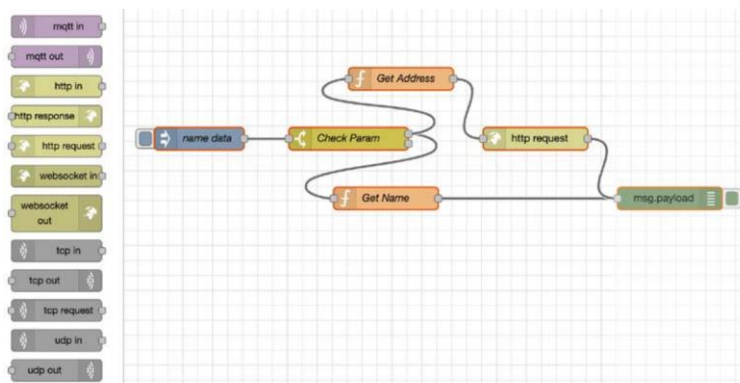 mqtt in
mqtt out
http in
http response
http request
websocket in
websocket
out
tcp in
tcp out
tcp request
udp in
udp out
Get Address
name data
Check Param
http request
Get Name
msg.payload